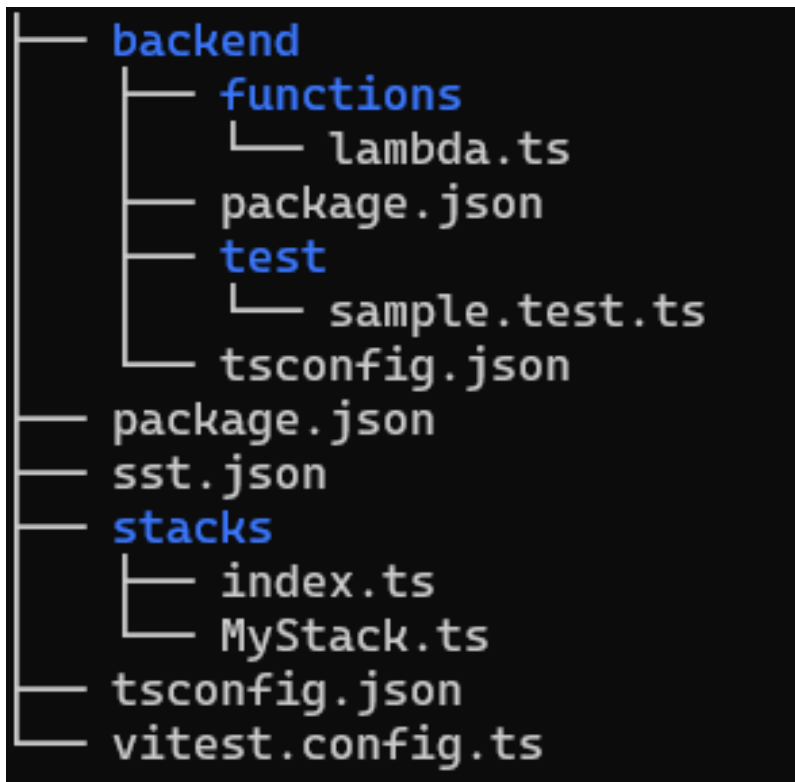 backend
functions
lambda.ts
package.json
test
sample.test.ts
tsconfig.json
package.json
sst.json
stacks
index.ts
MyStack.ts
tsconfig.json
vitest.config.ts